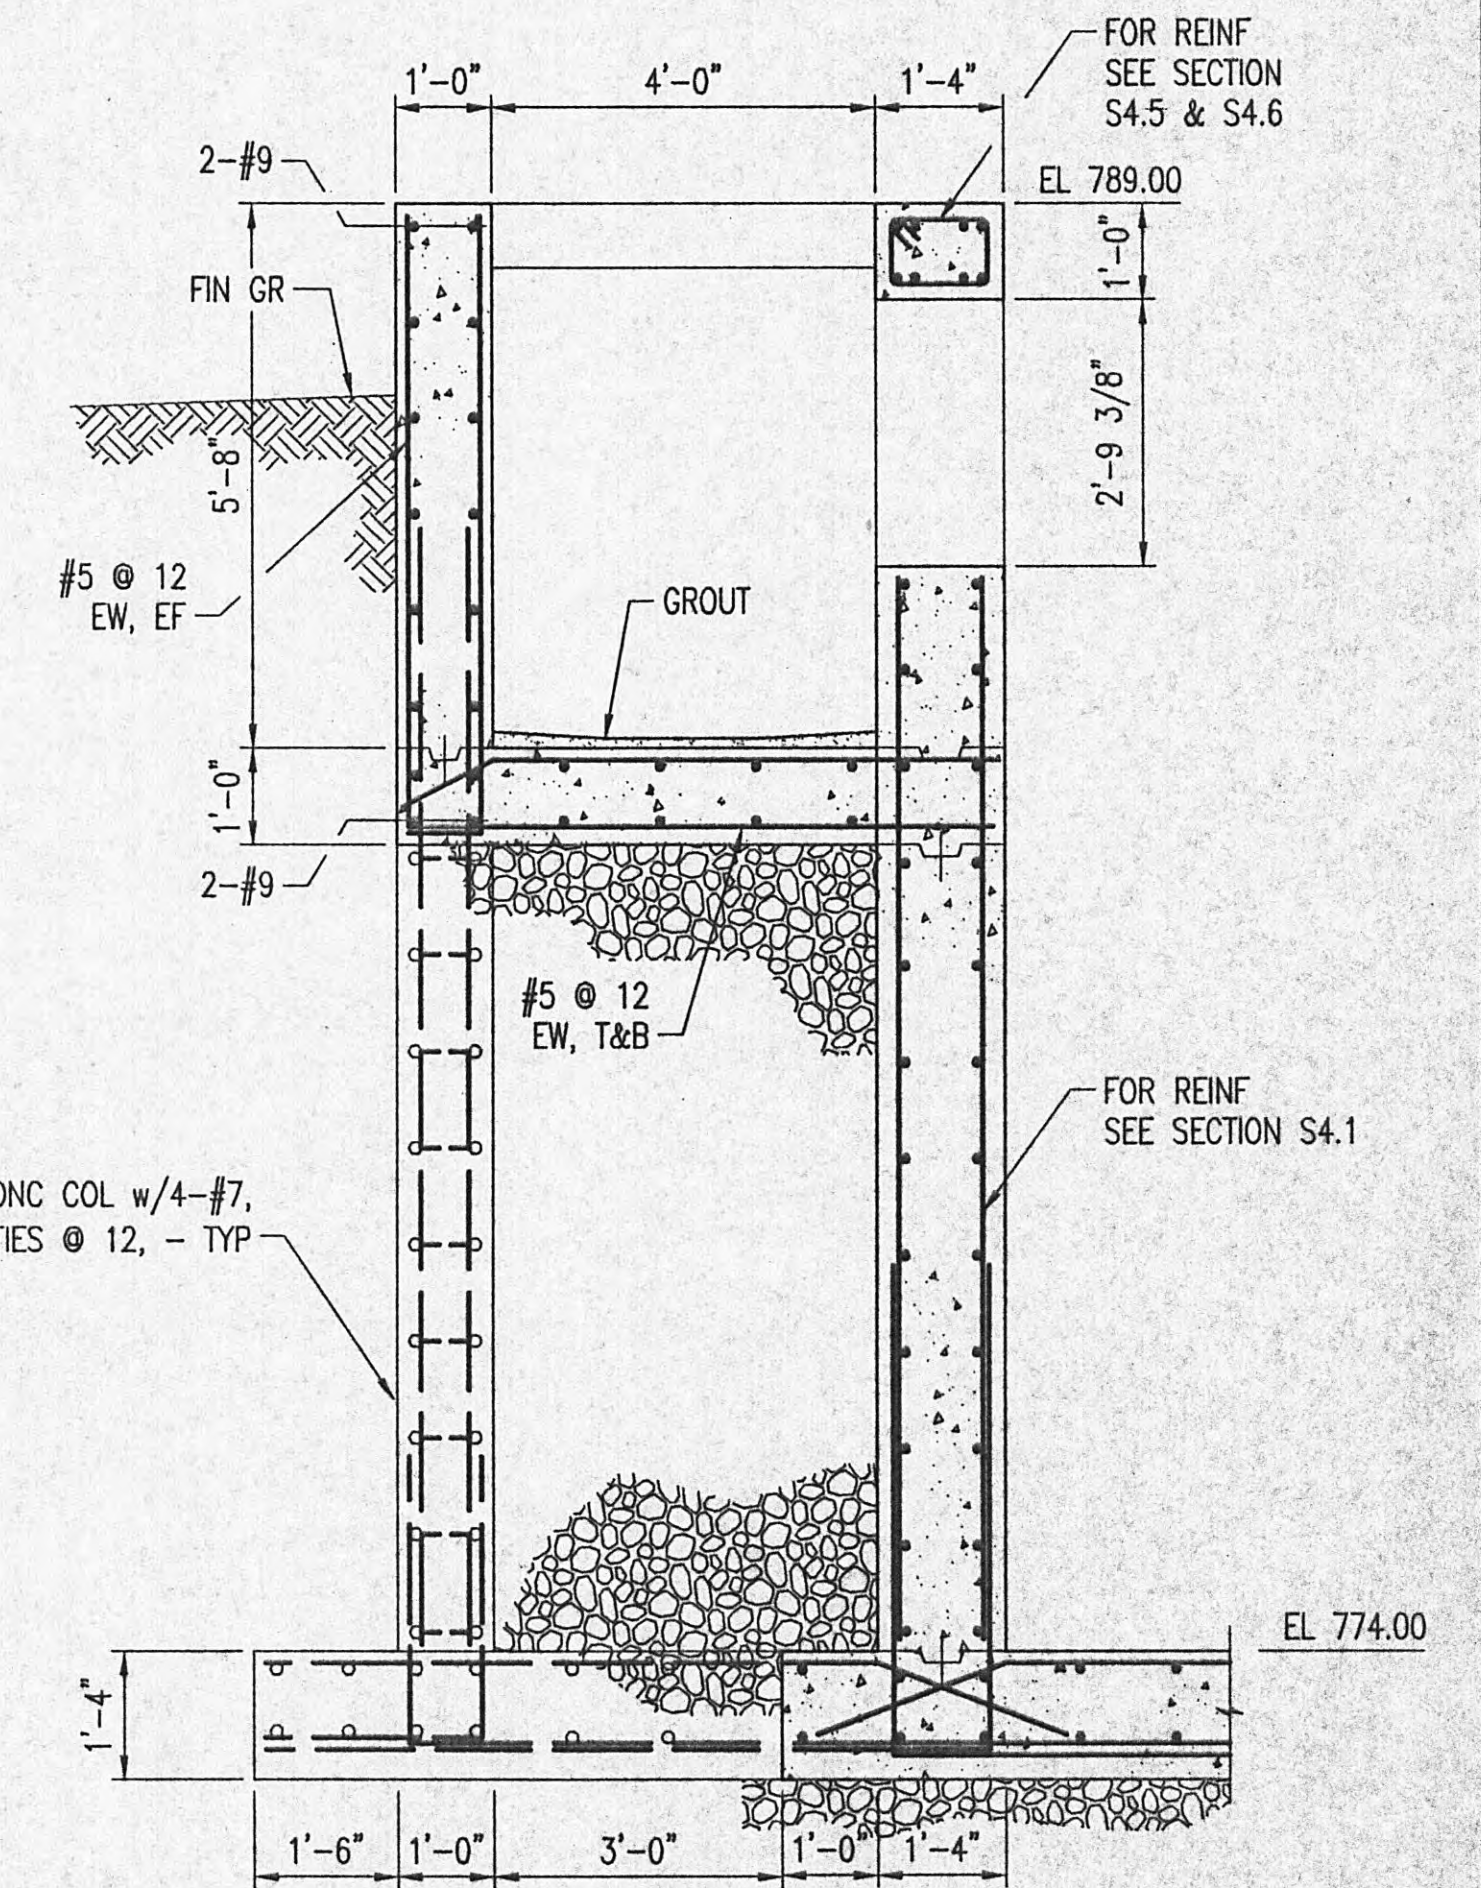 FOR REINF
SEE SECTION
S4.5 & S4.6
1'-0"
4'-0"
1'-4"
2-#9
EL 789.00
FIN GR
1'-0"
5'-8"
2'-9 3/8"
#5 @ 12
EW, EF
GROUT
1'-0"
2-#9
#5 @ 12
EW, T&B
FOR REINF
SEE SECTION S4.1
ONC COL w/4-#7,
TIES @ 12, - TYP
EL 774.00
1'-4"
1'-6"
1'-0"
3'-0"
1'-0"
1'-4"